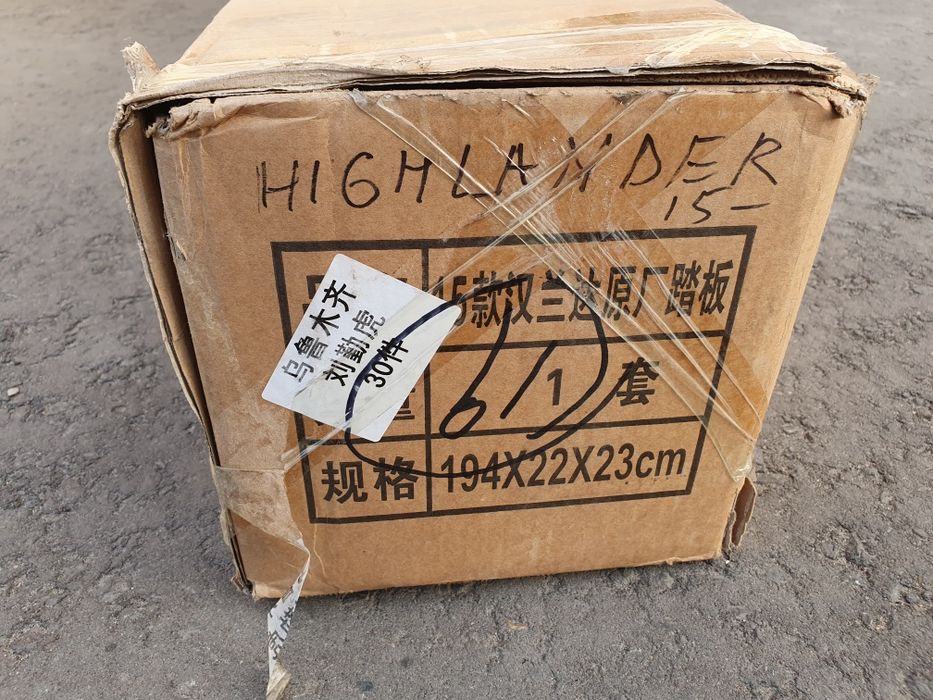 HIGHLANDER
15-
15款汉兰达原厂踏板
乌鲁木齐
刘勤虎
30件
1 套
61
规格 194X22X23cm